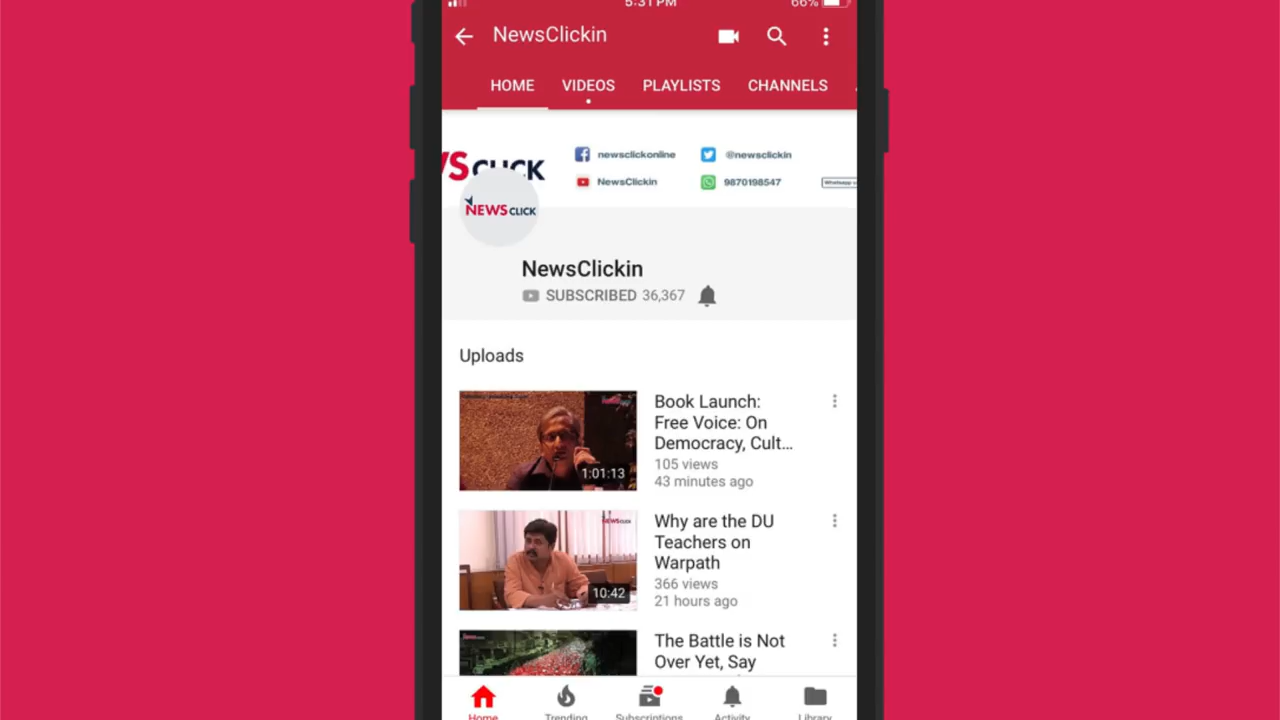 5:31 PM
66%
NewsClickin
HOME VIDEOS PLAYLISTS CHANNELS
CLICK
newsclickonline
@newsclickin
NewsClickin
9870198547
NEWS CLICK
NewsClickin
SUBSCRIBED 36,367
Uploads
Book Launch:
Free Voice: On
Democracy, Cult...
105 views
43 minutes ago
1:01:13
Why are the DU
Teachers on
Warpath
366 views
21 hours ago
NEWSCLICK
10:42
The Battle is Not
Over Yet, Say
Home Trending Subscriptions Activity Library